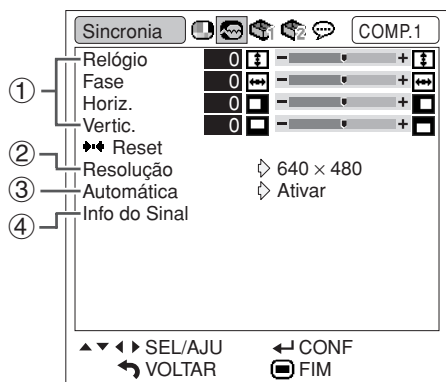 Sincronia COMP.1
① Relógio 0 − +
Fase 0 − +
Horiz. 0 − +
Vertic. 0 − +
Reset
② Resolução 640 × 480
③ Automática Ativar
④ Info do Sinal
SEL/AJU CONF
VOLTAR FIM